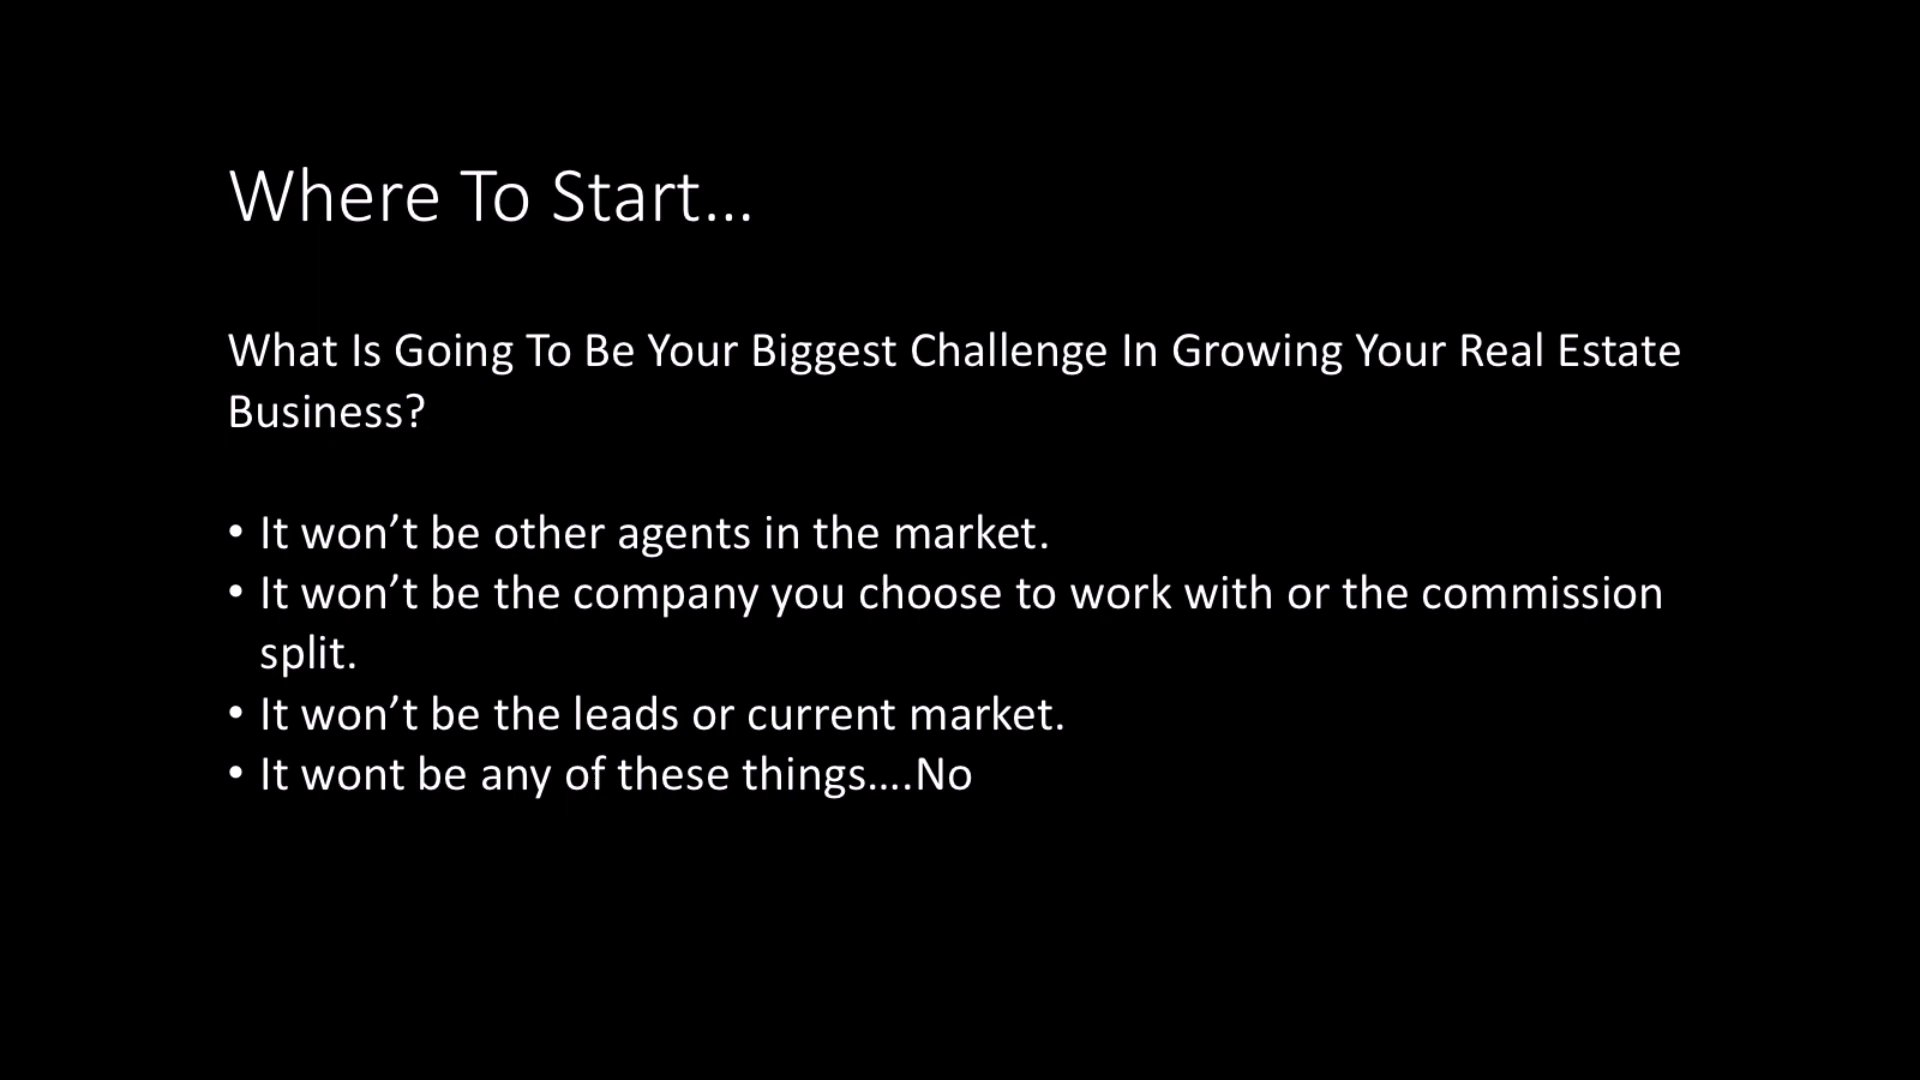 Where To Start...
What Is Going To Be Your Biggest Challenge In Growing Your Real Estate
Business?
• It won’t be other agents in the market.
• It won’t be the company you choose to work with or the commission
split.
• It won’t be the leads or current market.
• It wont be any of these things....No